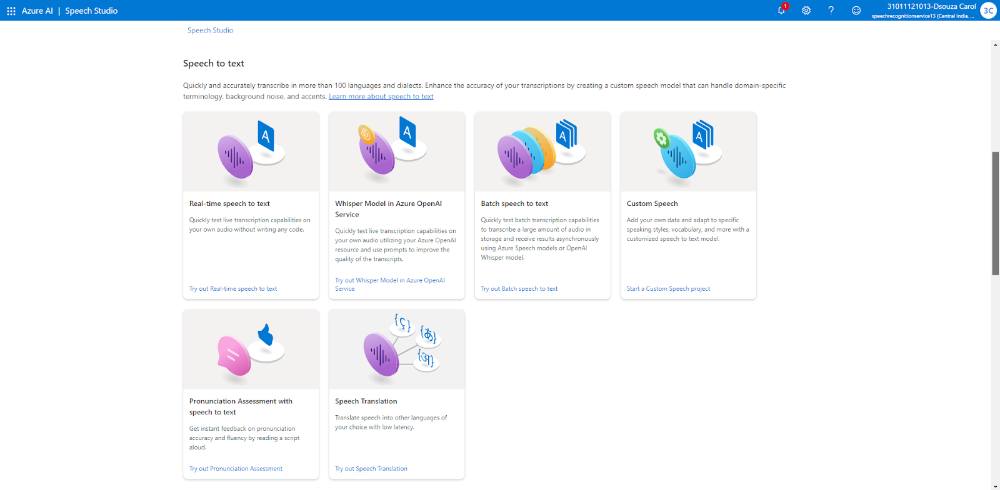 Azure AI | Speech Studio
1
31011121013-Dsouza Carol
speechrecognitionservice13 (Central India, ...
3C
Speech Studio
Speech to text
Quickly and accurately transcribe in more than 100 languages and dialects. Enhance the accuracy of your transcriptions by creating a custom speech model that can handle domain-specific
terminology, background noise, and accents. Learn more about speech to text
A
A
A
A
Real-time speech to text
Quickly test live transcription capabilities on
your own audio without writing any code.
Try out Real-time speech to text
Whisper Model in Azure OpenAI
Service
Quickly test live transcription capabilities on
your own audio utilizing your Azure OpenAI
resource and use prompts to improve the
quality of the transcripts.
Try out Whisper Model in Azure OpenAI
Service
Batch speech to text
Quickly test batch transcription capabilities
to transcribe a large amount of audio in
storage and receive results asynchronously
using Azure Speech models or OpenAI
Whisper model.
Try out Batch speech to text
Custom Speech
Add your own data and adapt to specific
speaking styles, vocabulary, and more with a
customized speech to text model.
Start a Custom Speech project
Pronunciation Assessment with
speech to text
Get instant feedback on pronunciation
accuracy and fluency by reading a script
aloud.
Try out Pronunciation Assessment
{ς}
{あ}
{अ}
Speech Translation
Translate speech into other languages of
your choice with low latency.
Try out Speech Translation